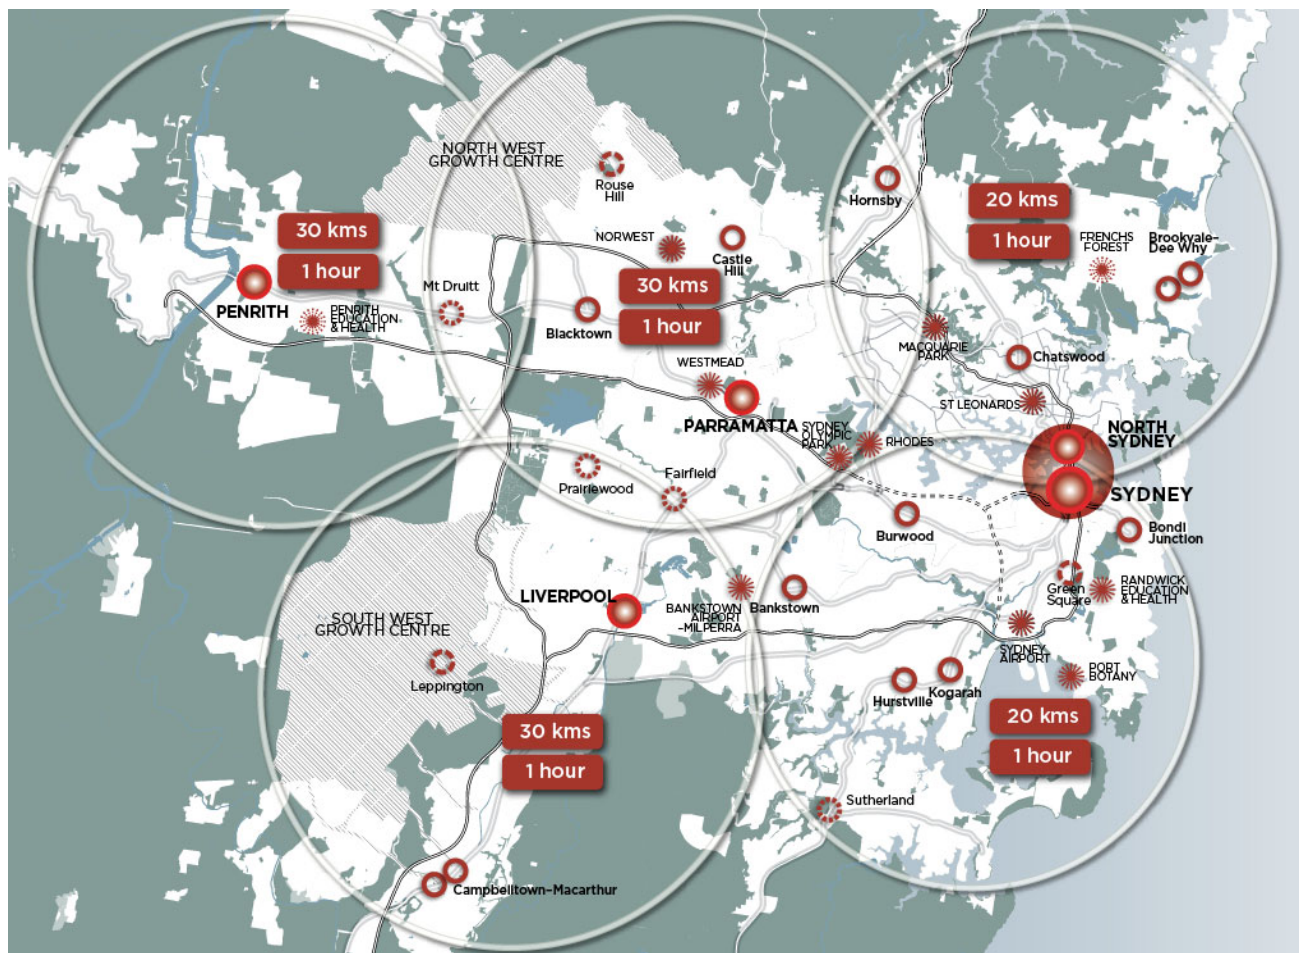 NORTH WEST
GROWTH CENTRE
Rouse
Hill
Hornsby
20 kms
1 hour
FRENCHS
FOREST
Brookvale–
Dee Why
30 kms
1 hour
NORWEST
Castle
Hill
30 kms
1 hour
PENRITH
PENRITH
EDUCATION
& HEALTH
Mt Druitt
Blacktown
MACQUARIE
PARK
Chatswood
WESTMEAD
ST LEONARDS
PARRAMATTA
SYDNEY
OLYMPIC
PARK
RHODES
NORTH
SYDNEY
SYDNEY
Prairiewood
Fairfield
Burwood
Bondi
Junction
LIVERPOOL
BANKSTOWN
AIRPORT
–MILPERRA
Bankstown
Green
Square
RANDWICK
EDUCATION
& HEALTH
SOUTH WEST
GROWTH CENTRE
Leppington
SYDNEY
AIRPORT
PORT
BOTANY
Hurstville
Kogarah
30 kms
1 hour
20 kms
1 hour
Sutherland
Campbelltown–Macarthur